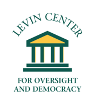 LEVIN CENTER
FOR OVERSIGHT
AND DEMOCRACY